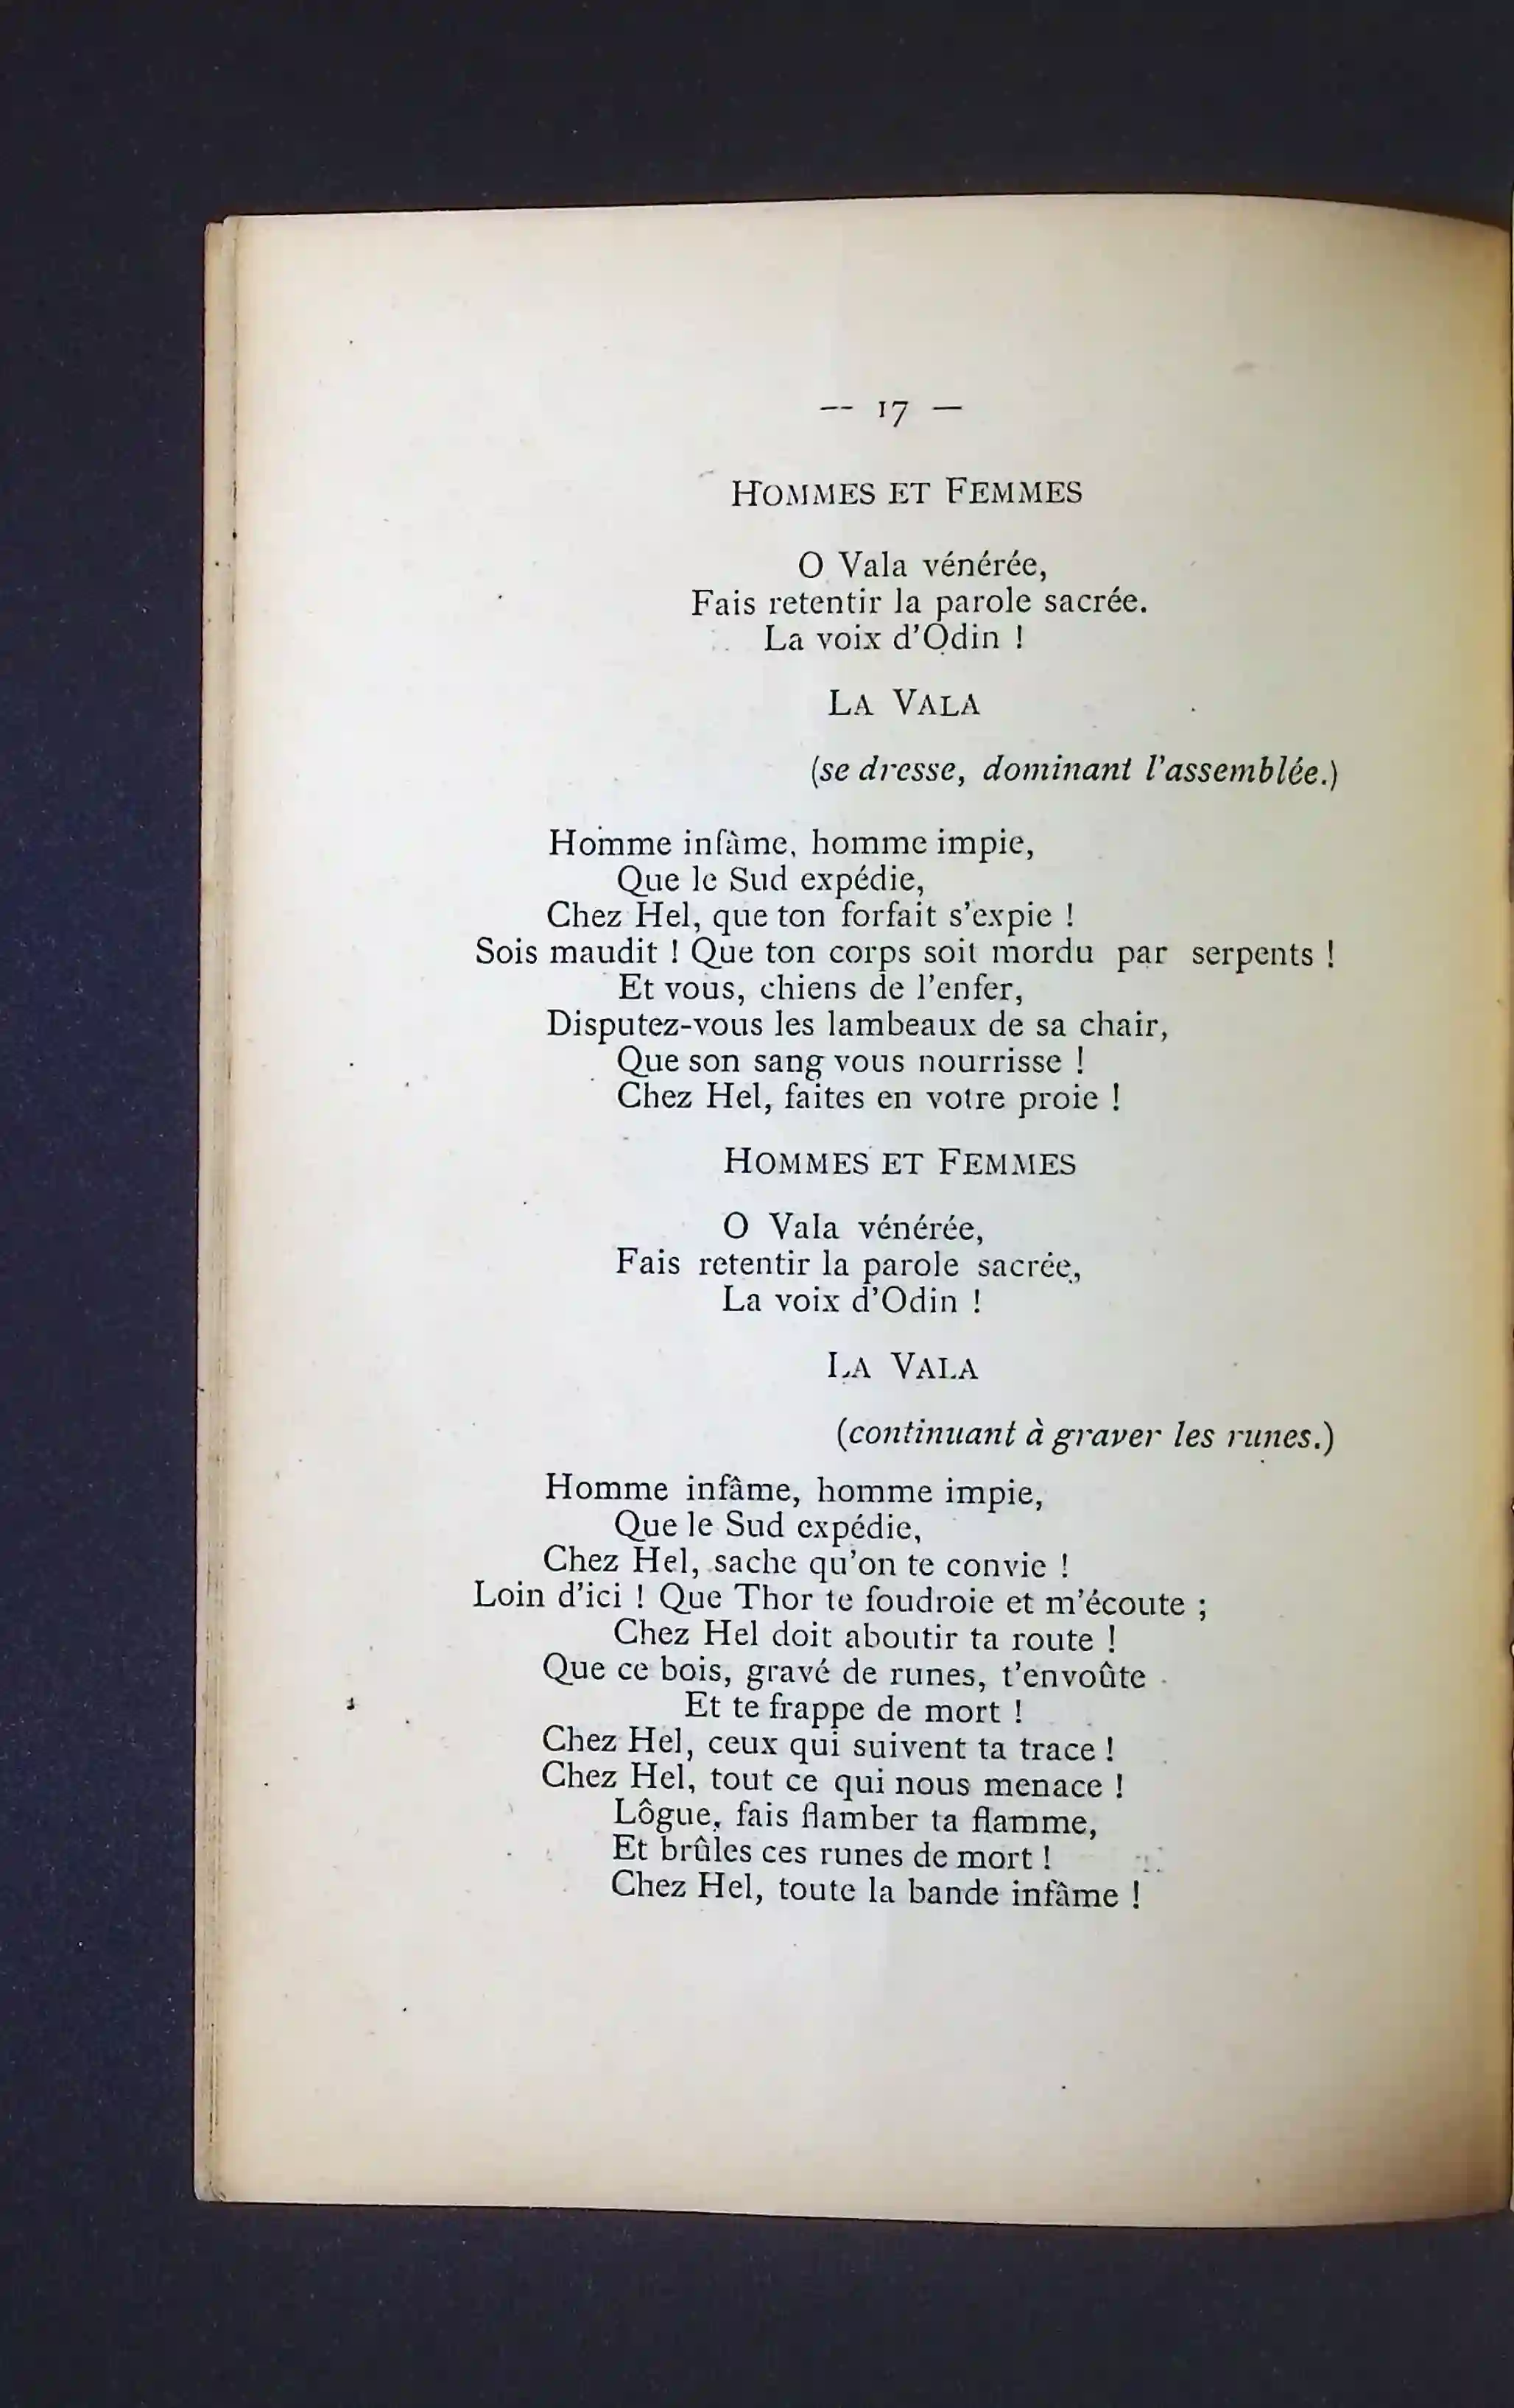 — 17 —
HOMMES ET FEMMES
O Vala vénérée,
Fais retentir la parole sacrée.
La voix d'Odin !
LA VALA
(se dresse, dominant l'assemblée.)
Homme infâme, homme impie,
Que le Sud expédie,
Chez Hel, que ton forfait s'expie !
Sois maudit ! Que ton corps soit mordu par serpents !
Et vous, chiens de l'enfer,
Disputez-vous les lambeaux de sa chair,
Que son sang vous nourrisse !
Chez Hel, faites en votre proie !
HOMMES ET FEMMES
O Vala vénérée,
Fais retentir la parole sacrée,
La voix d'Odin !
LA VALA
(continuant à graver les runes.)
Homme infâme, homme impie,
Que le Sud expédie,
Chez Hel, sache qu'on te convie !
Loin d'ici ! Que Thor te foudroie et m'écoute ;
Chez Hel doit aboutir ta route !
Que ce bois, gravé de runes, t'envoûte
Et te frappe de mort !
Chez Hel, ceux qui suivent ta trace !
Chez Hel, tout ce qui nous menace !
Lôgue, fais flamber ta flamme,
Et brûles ces runes de mort !
Chez Hel, toute la bande infâme !